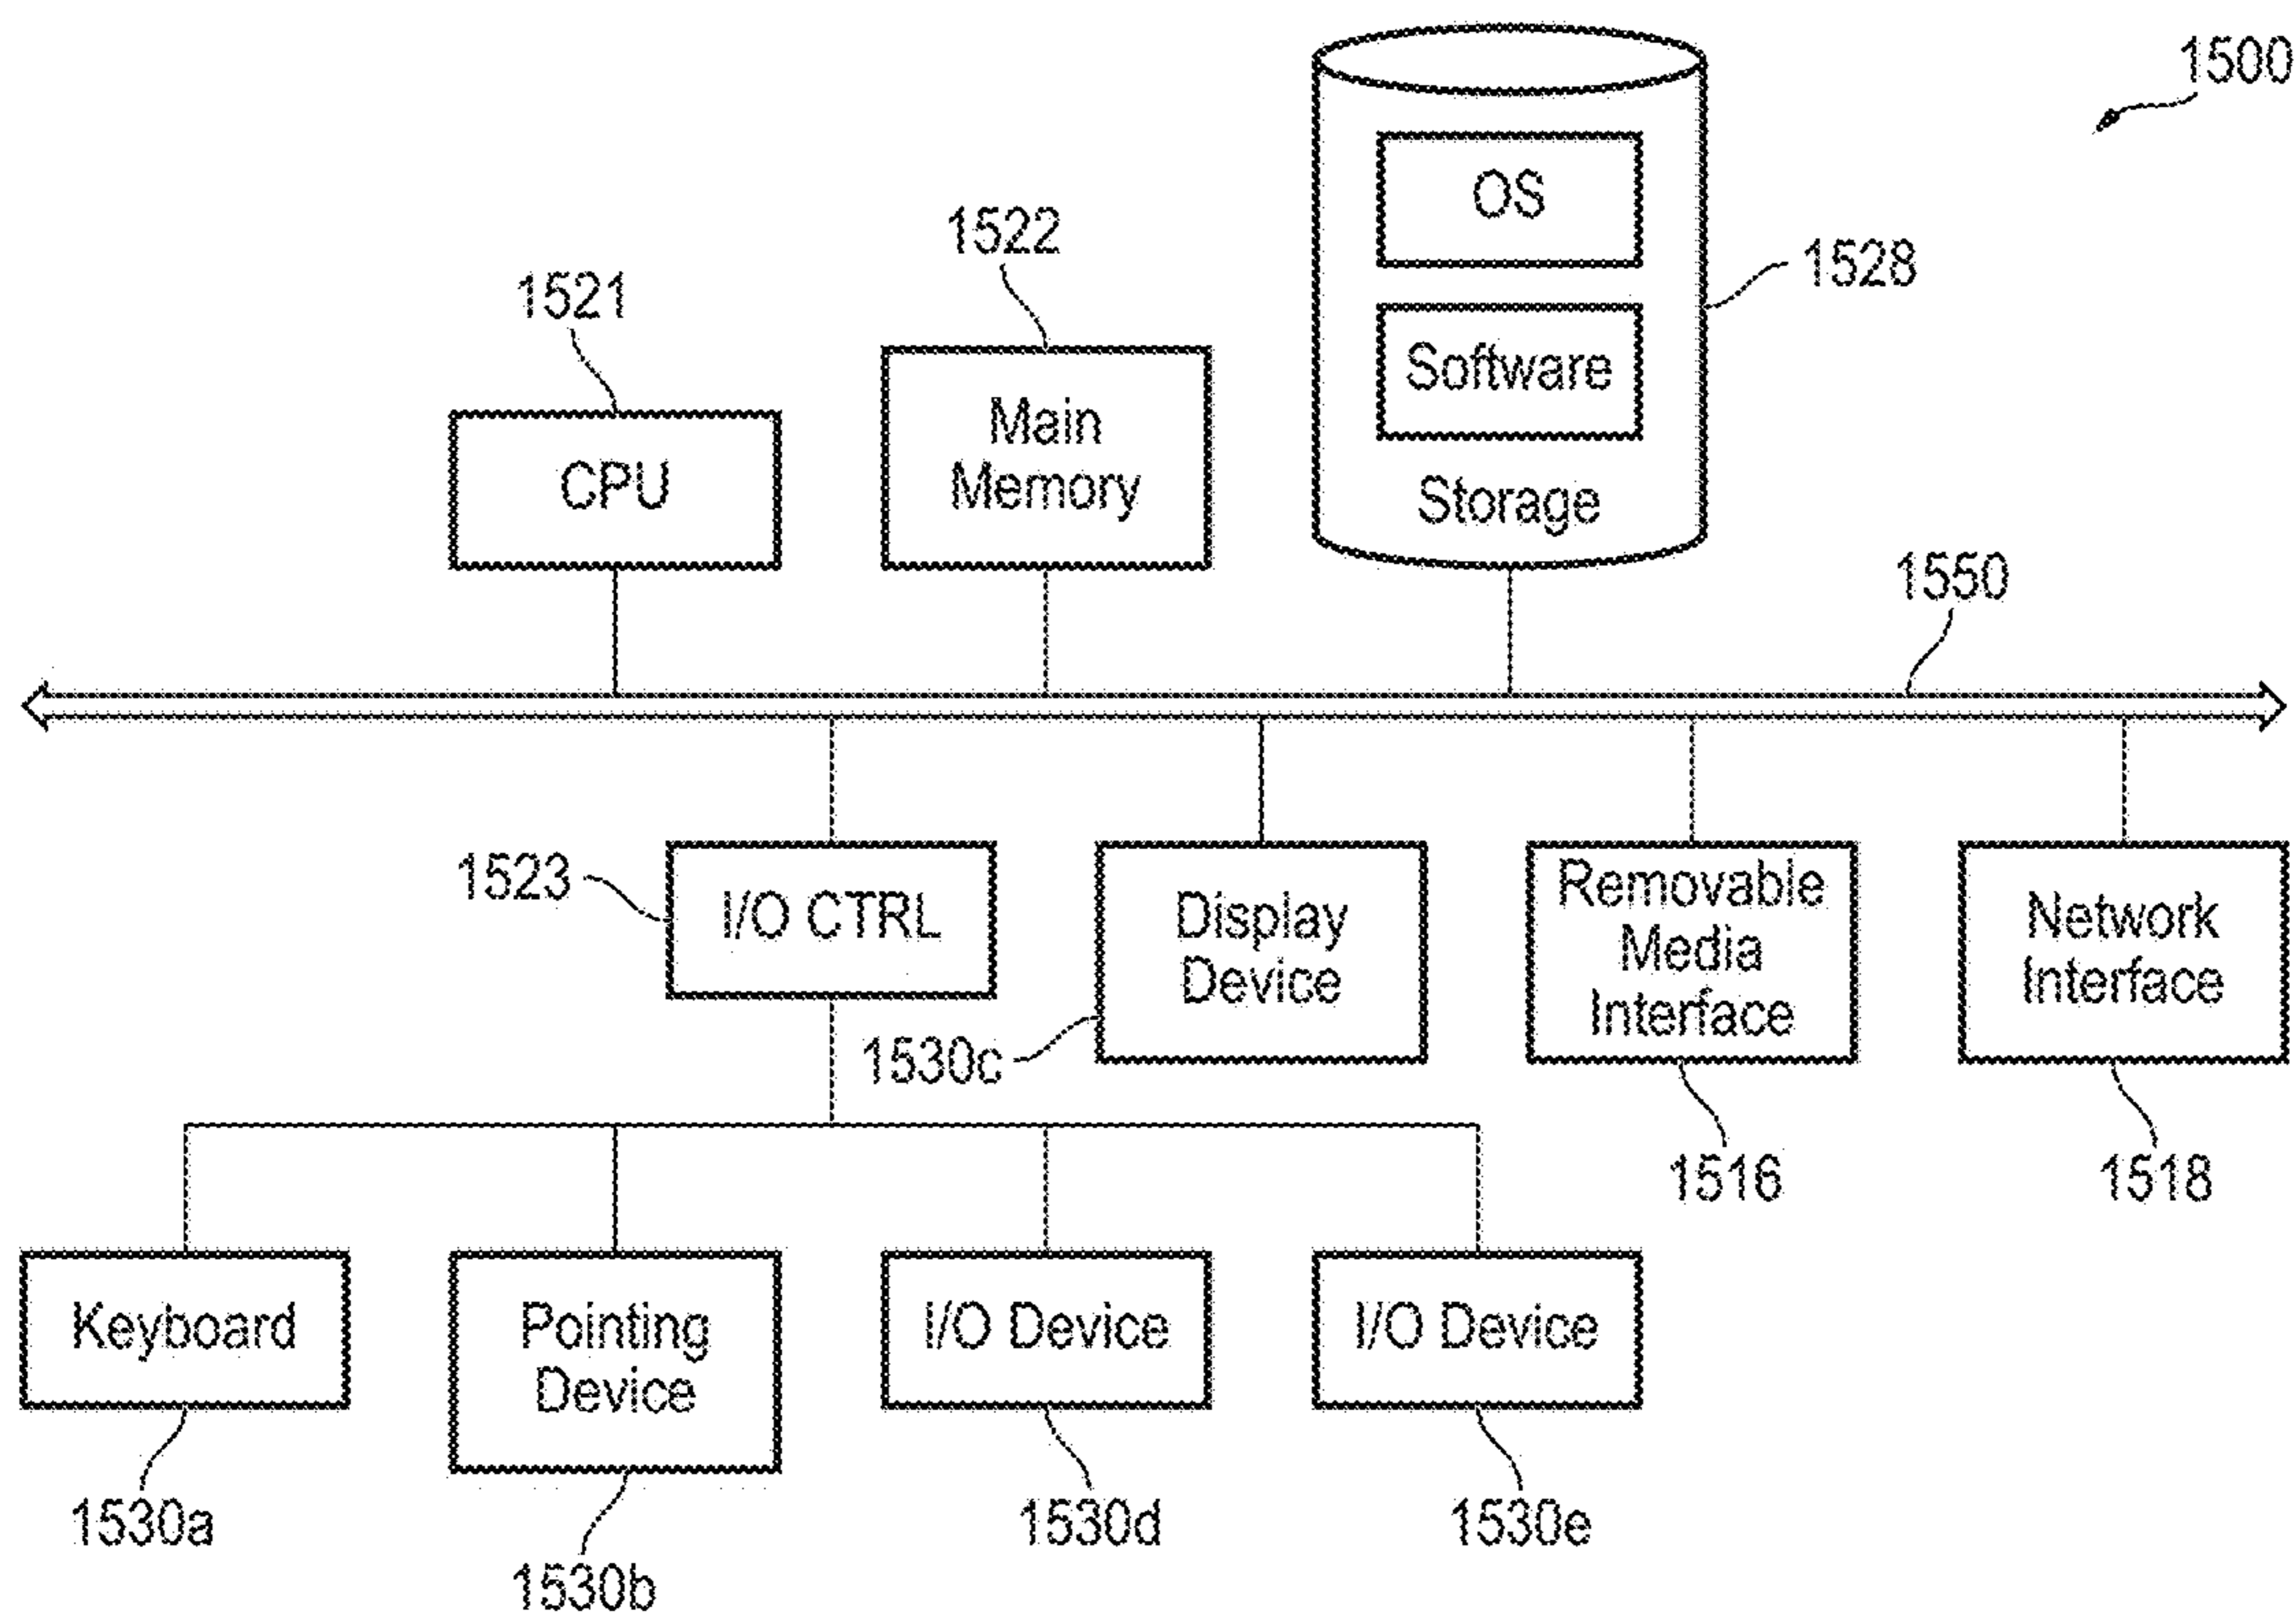 1500
OS
1522
1528
1521
Software
Main
Memory
CPU
Storage
1550
1523
I/O CTRL
Display
Device
Removable
Media
Interface
Network
Interface
1530c
1516
1518
Keyboard
Pointing
Device
I/O Device
I/O Device
1530a
1530b
1530d
1530e